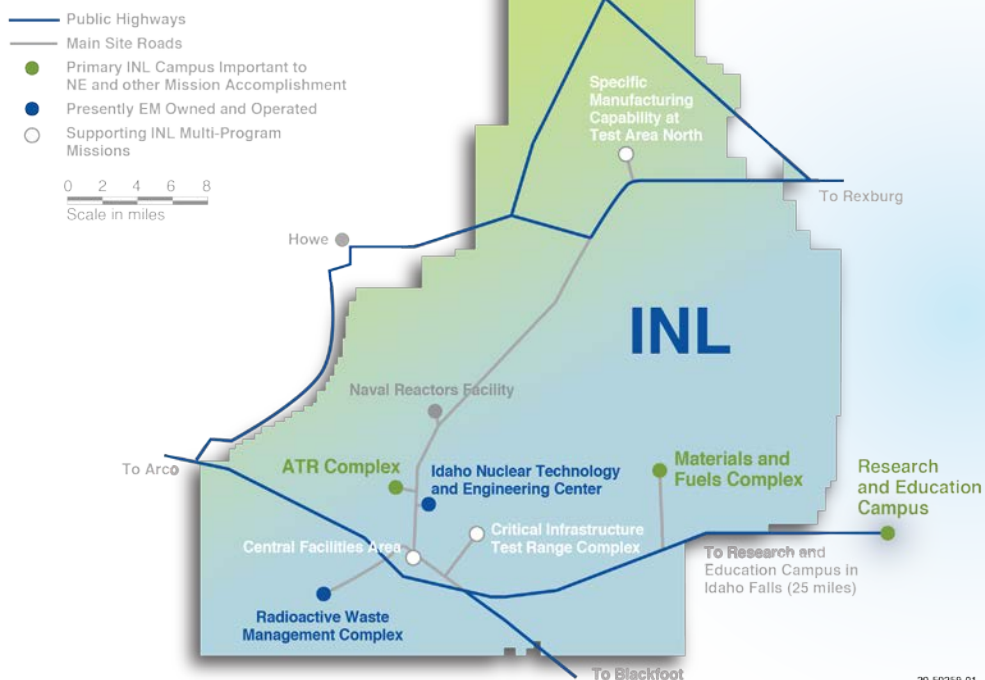 Public Highways
Main Site Roads
Primary INL Campus Important to
NE and other Mission Accomplishment
Presently EM Owned and Operated
Supporting INL Multi-Program
Missions
0 2 4 6 8
Scale in miles
Specific
Manufacturing
Capability at
Test Area North
To Rexburg
Howe
INL
Naval Reactors Facility
To Arco
ATR Complex
Idaho Nuclear Technology
and Engineering Center
Materials and
Fuels Complex
Research
and Education
Campus
Central Facilities Area
Critical Infrastructure
Test Range Complex
To Research and
Education Campus in
Idaho Falls (25 miles)
Radioactive Waste
Management Complex
To Blackfoot